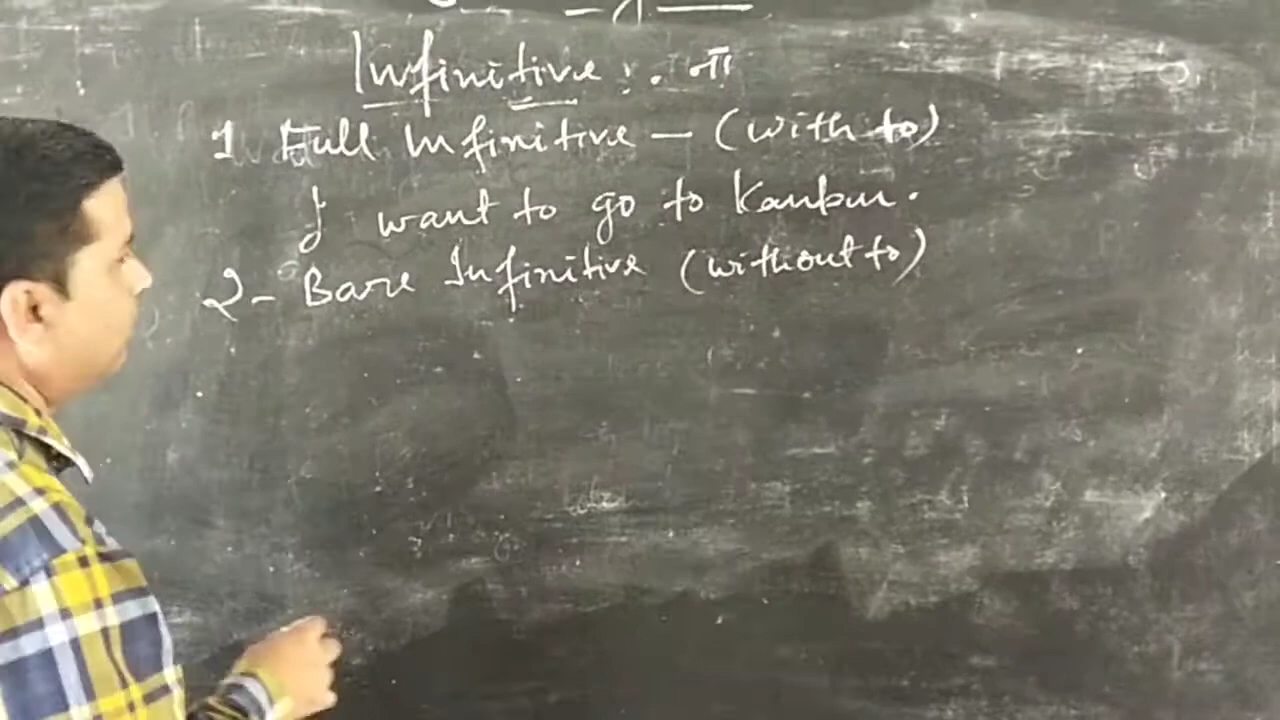 Infinitive :. ना
1 Full Infinitive – (with to)
I want to go to Kanpur.
2- Bare Infinitive (without to)